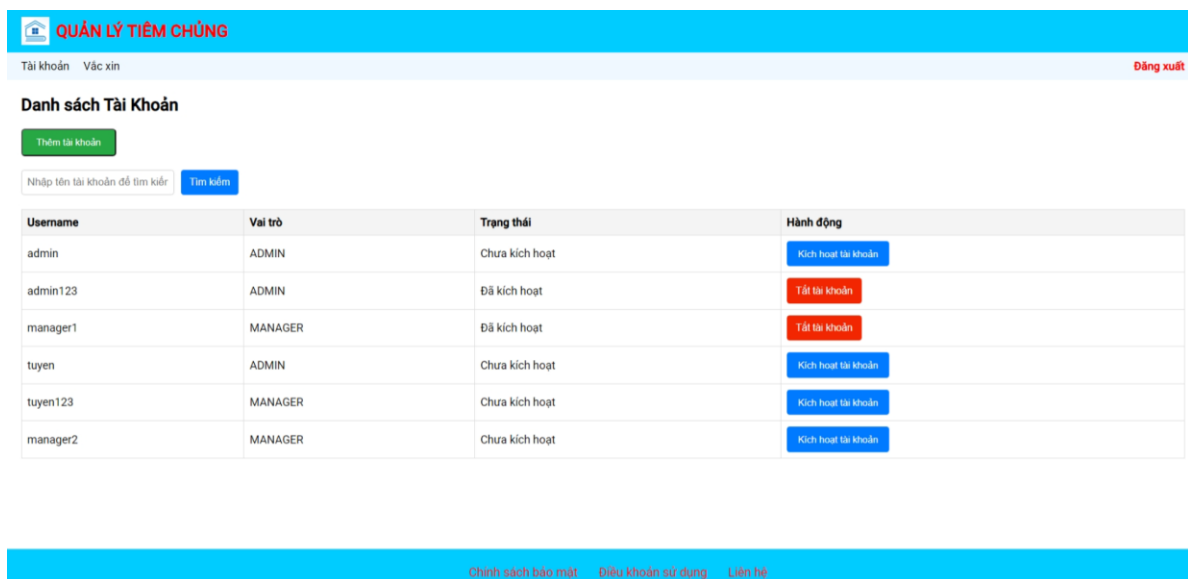 QUẢN LÝ TIÊM CHỦNG
Tài khoản Vắc xin Đăng xuất
Danh sách Tài Khoản
Thêm tài khoản
Nhập tên tài khoản để tìm kiếm Tìm kiếm
Username Vai trò Trạng thái Hành động
admin ADMIN Chưa kích hoạt Kích hoạt tài khoản
admin123 ADMIN Đã kích hoạt Tắt tài khoản
manager1 MANAGER Đã kích hoạt Tắt tài khoản
tuyen ADMIN Chưa kích hoạt Kích hoạt tài khoản
tuyen123 MANAGER Chưa kích hoạt Kích hoạt tài khoản
manager2 MANAGER Chưa kích hoạt Kích hoạt tài khoản
Chính sách bảo mật Điều khoản sử dụng Liên hệ